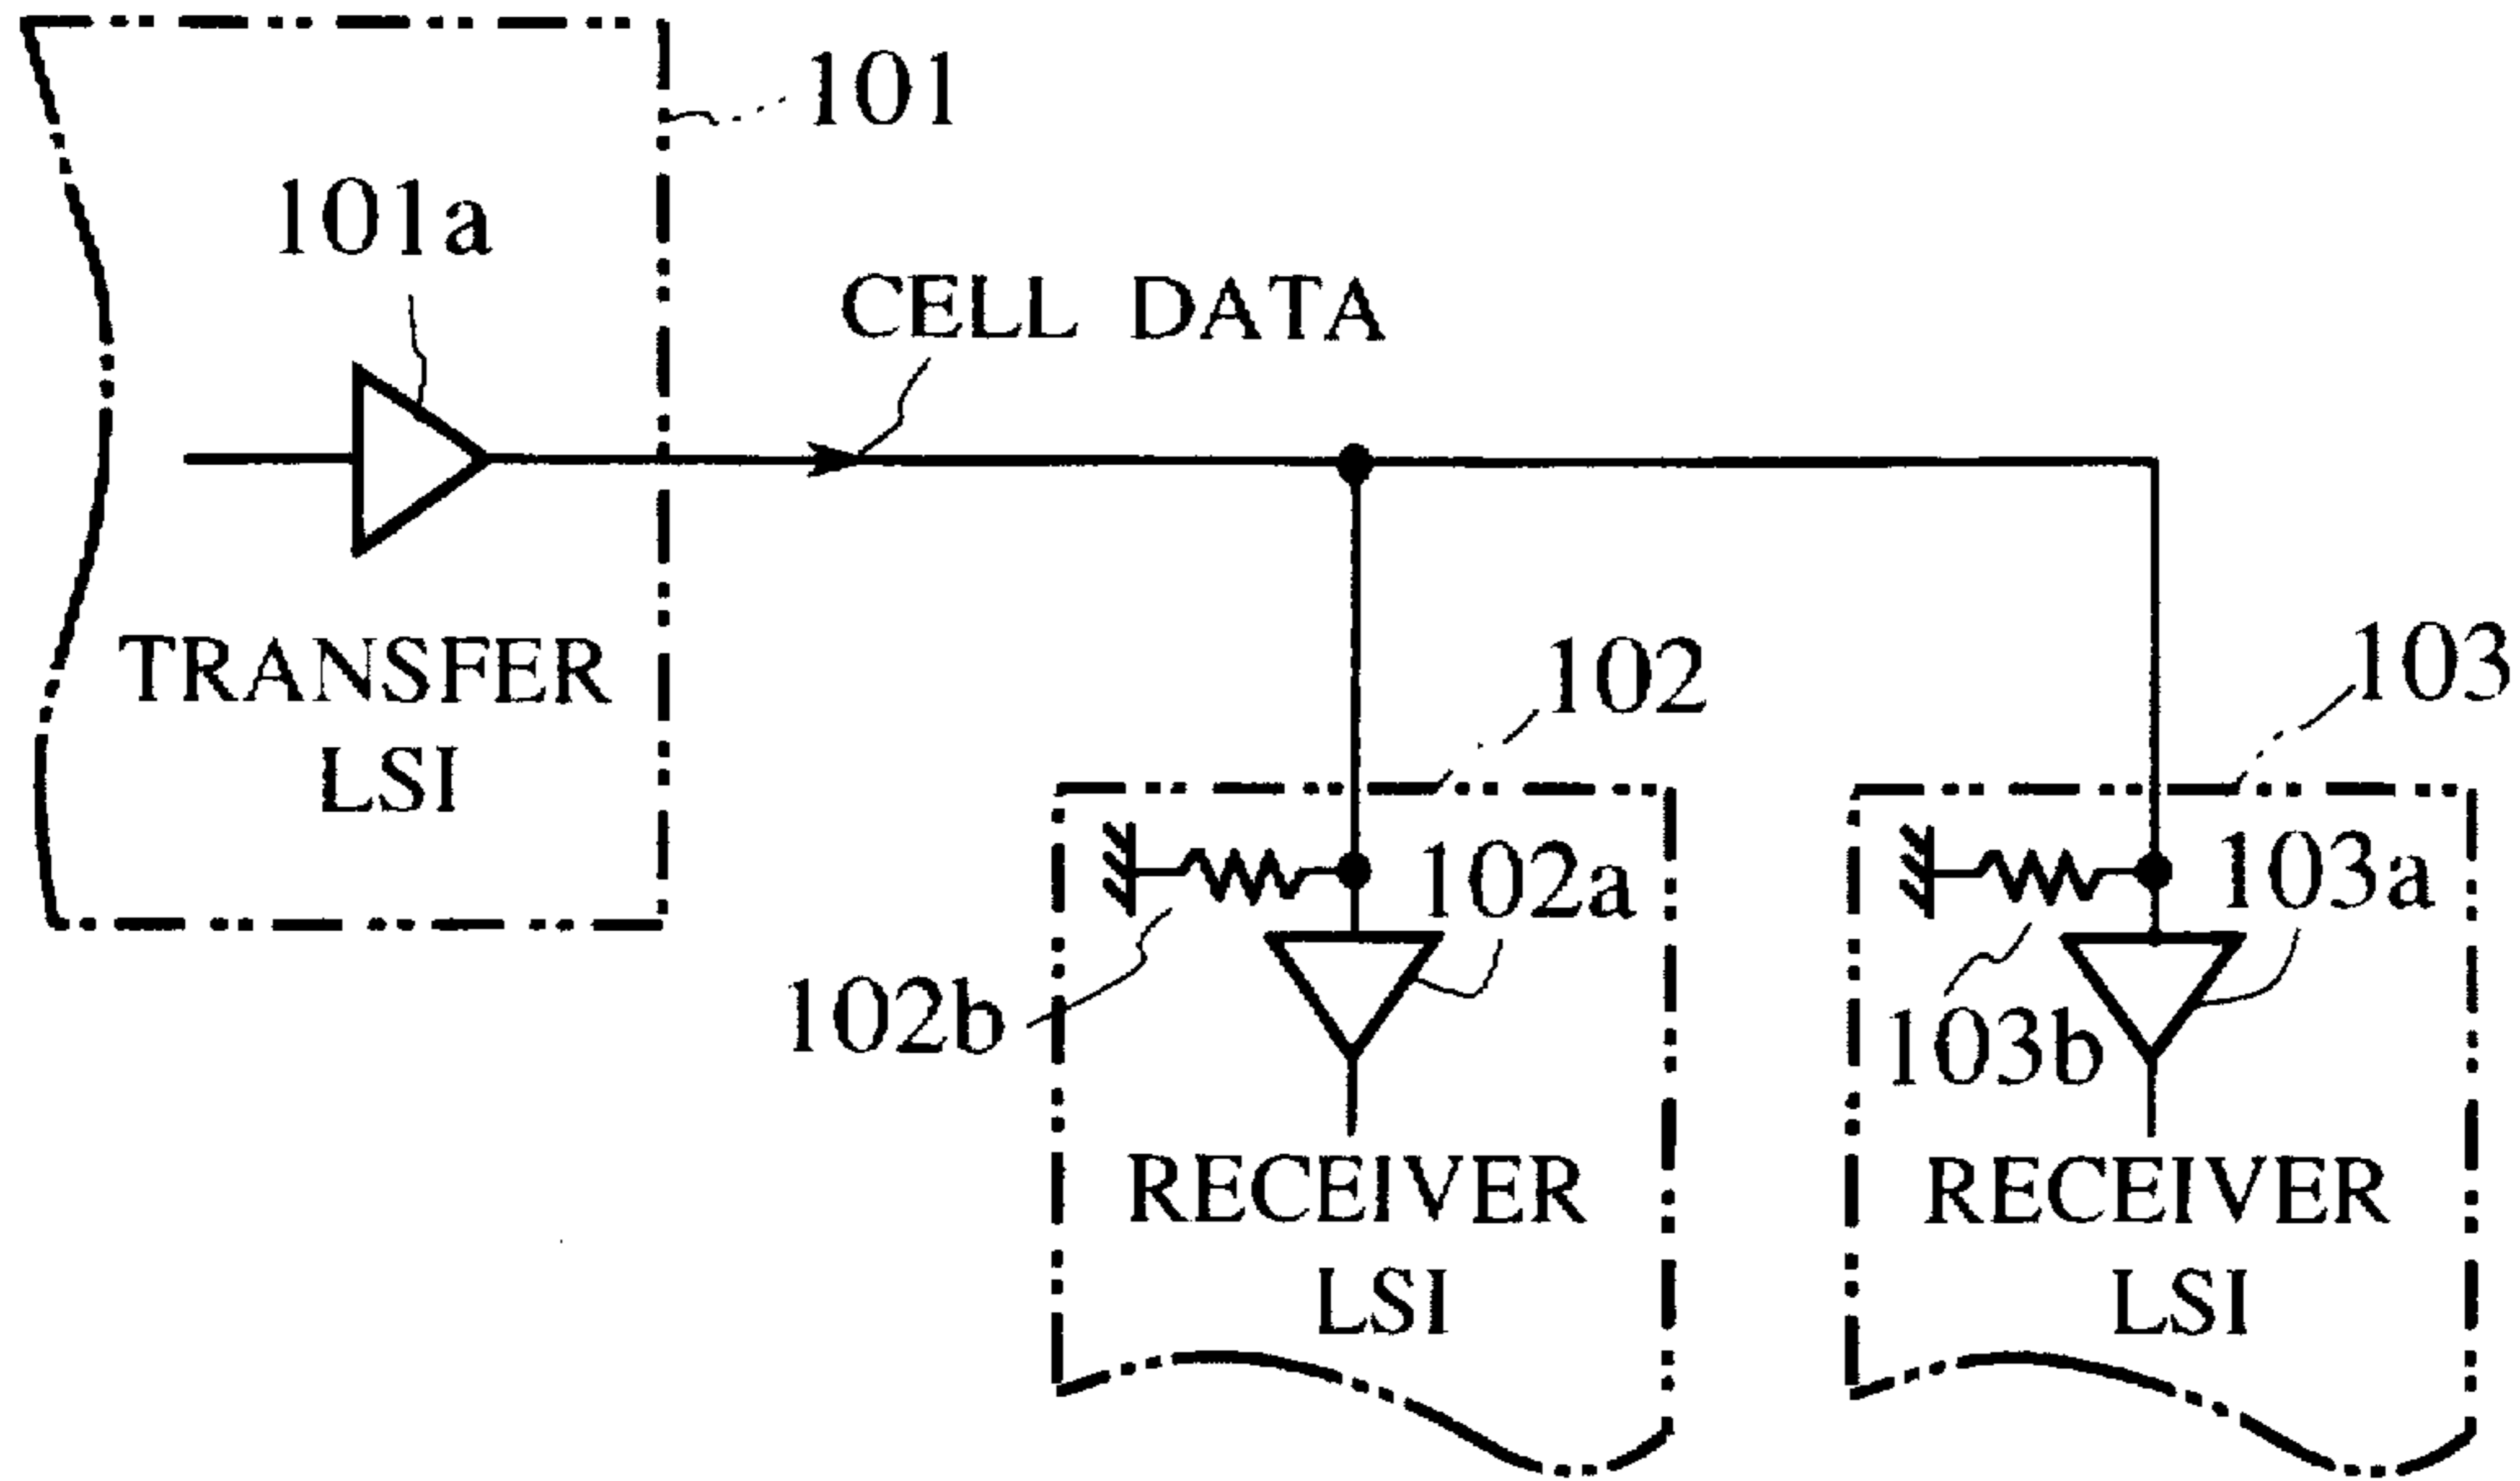 101
101a
CELL DATA
TRANSFER
LSI
102
103
102a
103a
102b
103b
RECEIVER
LSI
RECEIVER
LSI